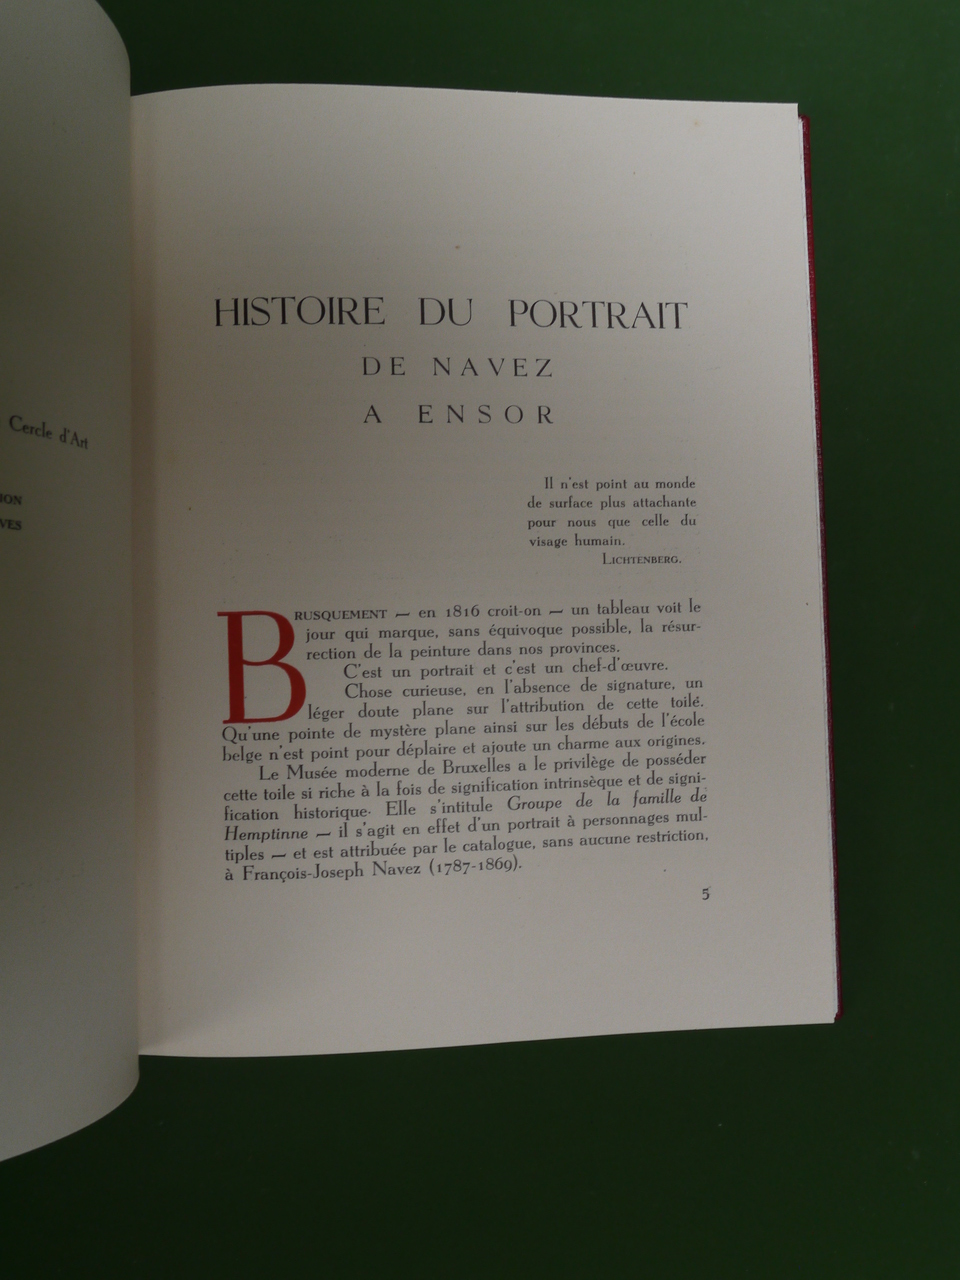 Cercle d'Art
ION
VES
HISTOIRE DU PORTRAIT
DE NAVEZ
A ENSOR
Il n'est point au monde
de surface plus attachante
pour nous que celle du
visage humain.
LICHTENBERG.
BRUSQUEMENT — en 1816 croit-on — un tableau voit le
jour qui marque, sans équivoque possible, la résur-
rection de la peinture dans nos provinces.
C'est un portrait et c'est un chef-d'œuvre.
Chose curieuse, en l'absence de signature, un
léger doute plane sur l'attribution de cette toile.
Qu'une pointe de mystère plane ainsi sur les débuts de l'école
belge n'est point pour déplaire et ajoute un charme aux origines.
Le Musée moderne de Bruxelles a le privilège de posséder
cette toile si riche à la fois de signification intrinsèque et de signi-
fication historique. Elle s'intitule Groupe de la famille de
Hemptinne — il s'agit en effet d'un portrait à personnages mul-
tiples — et est attribuée par le catalogue, sans aucune restriction,
à François-Joseph Navez (1787-1869).
5